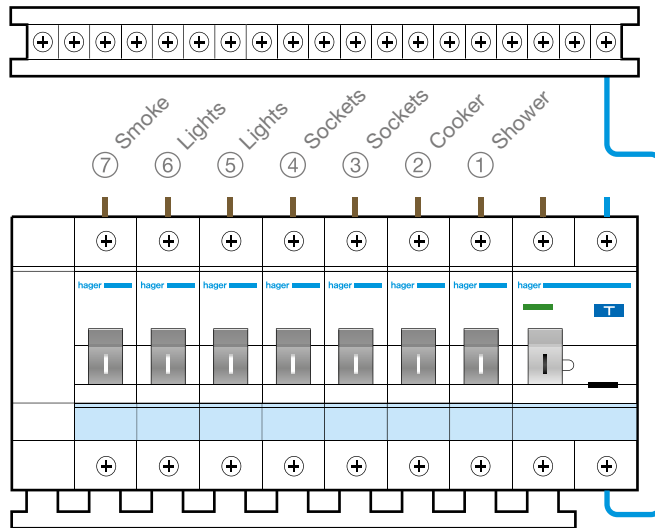 ⑦ Smoke
⑥ Lights
⑤ Lights
④ Sockets
③ Sockets
② Cooker
① Shower
hager
hager
hager
hager
hager
hager
hager
hager
T